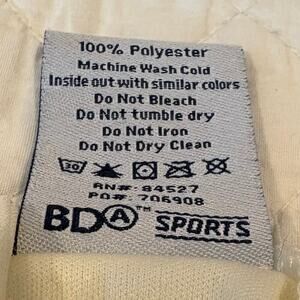 100% Polyester
Machine Wash Cold
Inside out with similar colors
Do Not Bleach
Do not tumble dry
Do not Iron
Do Not Dry Clean
30
RN#: 84527
PO#: 706908
BDA™ SPORTS